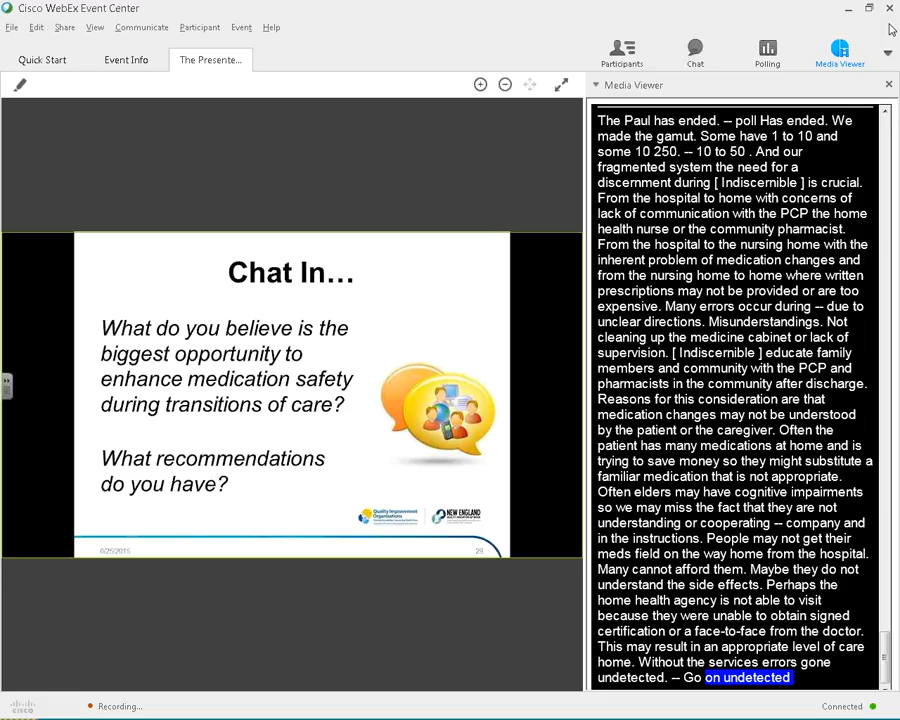 Cisco WebEx Event Center
File Edit Share View Communicate Participant Event Help
Quick Start Event Info The Presente...
Participants Chat Polling Media Viewer
Media Viewer
Chat In…
What do you believe is the
biggest opportunity to
enhance medication safety
during transitions of care?
What recommendations
do you have?
Quality Improvement
Organizations
NEW ENGLAND
6/25/2015 29
The Paul has ended. -- poll Has ended. We
made the gamut. Some have 1 to 10 and
some 10 250. -- 10 to 50 . And our
fragmented system the need for a
discernment during [ Indiscernible ] is crucial.
From the hospital to home with concerns of
lack of communication with the PCP the home
health nurse or the community pharmacist.
From the hospital to the nursing home with the
inherent problem of medication changes and
from the nursing home to home where written
prescriptions may not be provided or are too
expensive. Many errors occur during -- due to
unclear directions. Misunderstandings. Not
cleaning up the medicine cabinet or lack of
supervision. [ Indiscernible ] educate family
members and community with the PCP and
pharmacists in the community after discharge.
Reasons for this consideration are that
medication changes may not be understood
by the patient or the caregiver. Often the
patient has many medications at home and is
trying to save money so they might substitute a
familiar medication that is not appropriate.
Often elders may have cognitive impairments
so we may miss the fact that they are not
understanding or cooperating -- company and
in the instructions. People may not get their
meds field on the way home from the hospital.
Many cannot afford them. Maybe they do not
understand the side effects. Perhaps the
home health agency is not able to visit
because they were unable to obtain signed
certification or a face-to-face from the doctor.
This may result in an appropriate level of care
home. Without the services errors gone
undetected. -- Go on undetected
cisco Recording... Connected